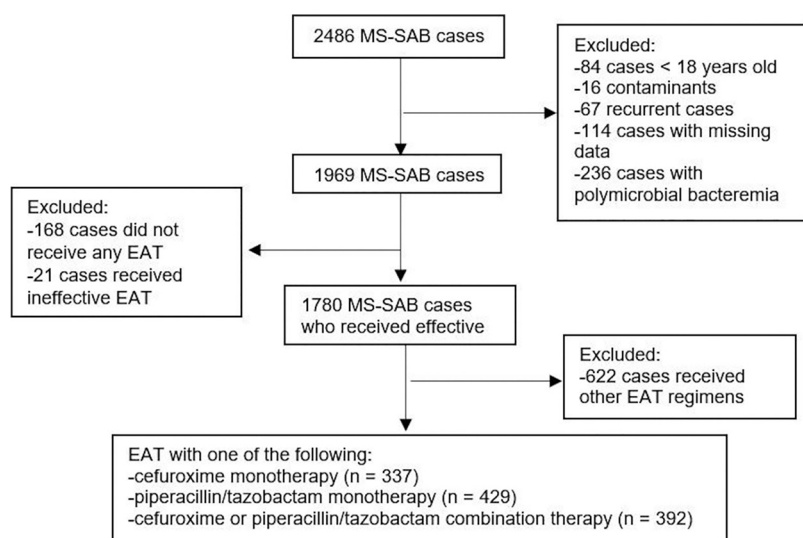 2486 MS-SAB cases
Excluded:
-84 cases < 18 years old
-16 contaminants
-67 recurrent cases
-114 cases with missing
data
-236 cases with
polymicrobial bacteremia
1969 MS-SAB cases
Excluded:
-168 cases did not
receive any EAT
-21 cases received
ineffective EAT
1780 MS-SAB cases
who received effective
Excluded:
-622 cases received
other EAT regimens
EAT with one of the following:
-cefuroxime monotherapy (n = 337)
-piperacillin/tazobactam monotherapy (n = 429)
-cefuroxime or piperacillin/tazobactam combination therapy (n = 392)